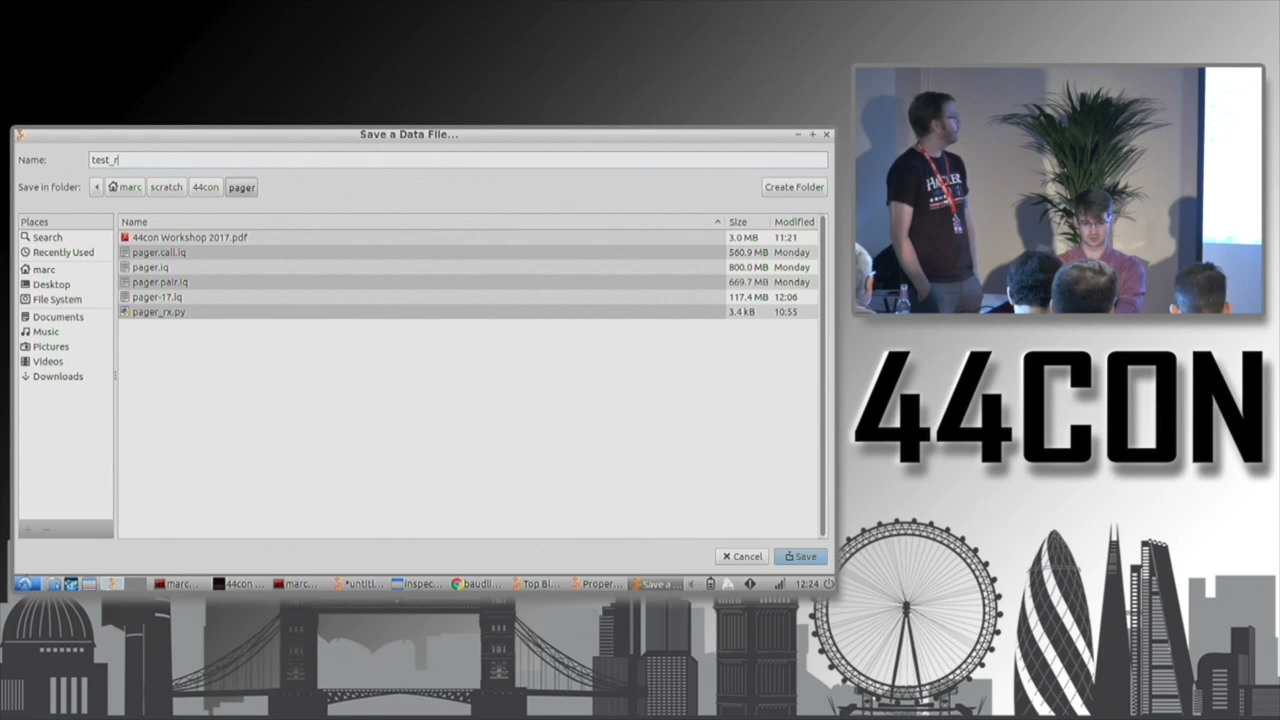 Save a Data File...
Name: test_r
Save in folder: marc scratch 44con pager Create Folder
Places Name Size Modified
Search 44con Workshop 2017.pdf 3.0 MB 11:21
Recently Used pager.call.iq 560.9 MB Monday
marc pager.iq 800.0 MB Monday
Desktop pager.pair.iq 669.7 MB Monday
File System pager-17.iq 117.4 MB 12:06
Documents pager_rx.py 3.4 kB 10:55
Music
Pictures
Videos
Downloads
Cancel Save
marc... 44con ... marc... *untitl... Inspec... baudli... Top Bl... Proper... Save a ... 12:24
44CON